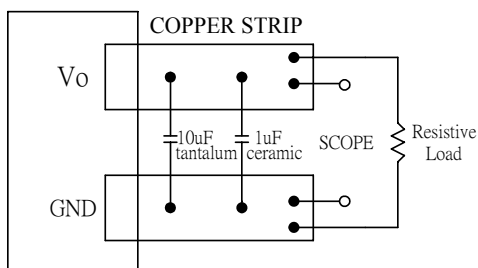 COPPER STRIP
Vo
10uF
tantalum
1uF
ceramic
SCOPE
Resistive
Load
GND